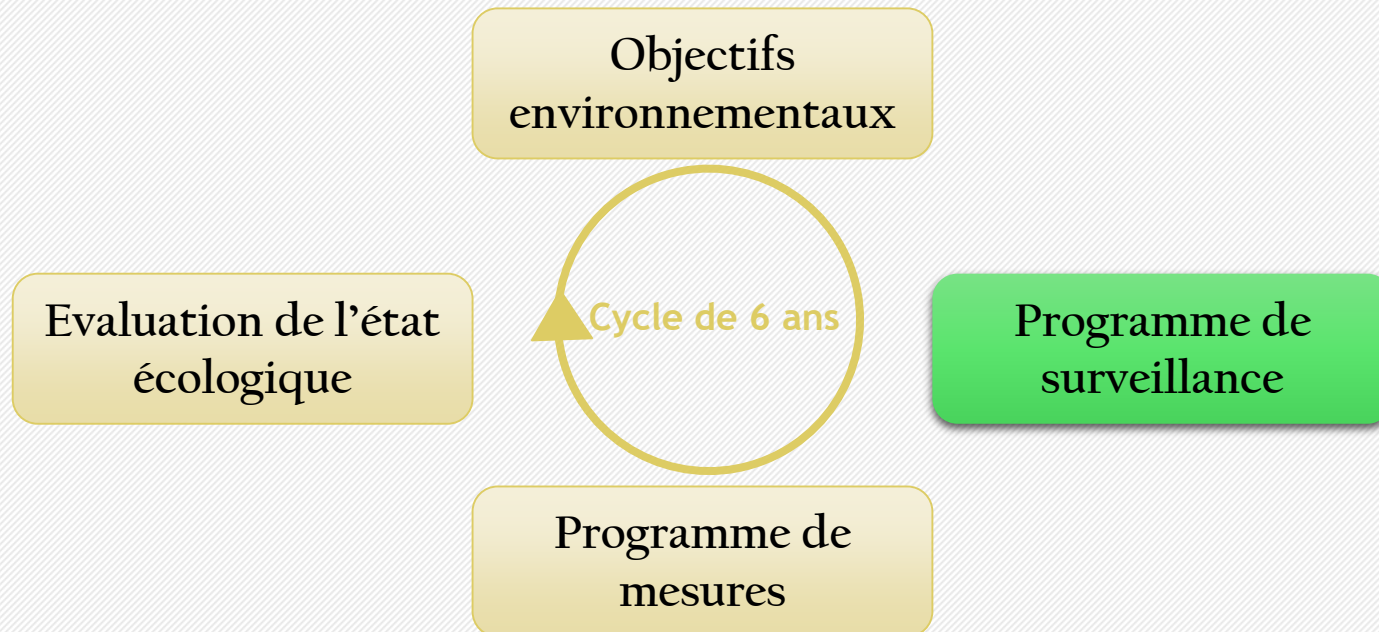 Objectifs
environnementaux
Evaluation de l’état
écologique
Cycle de 6 ans
Programme de
surveillance
Programme de
mesures